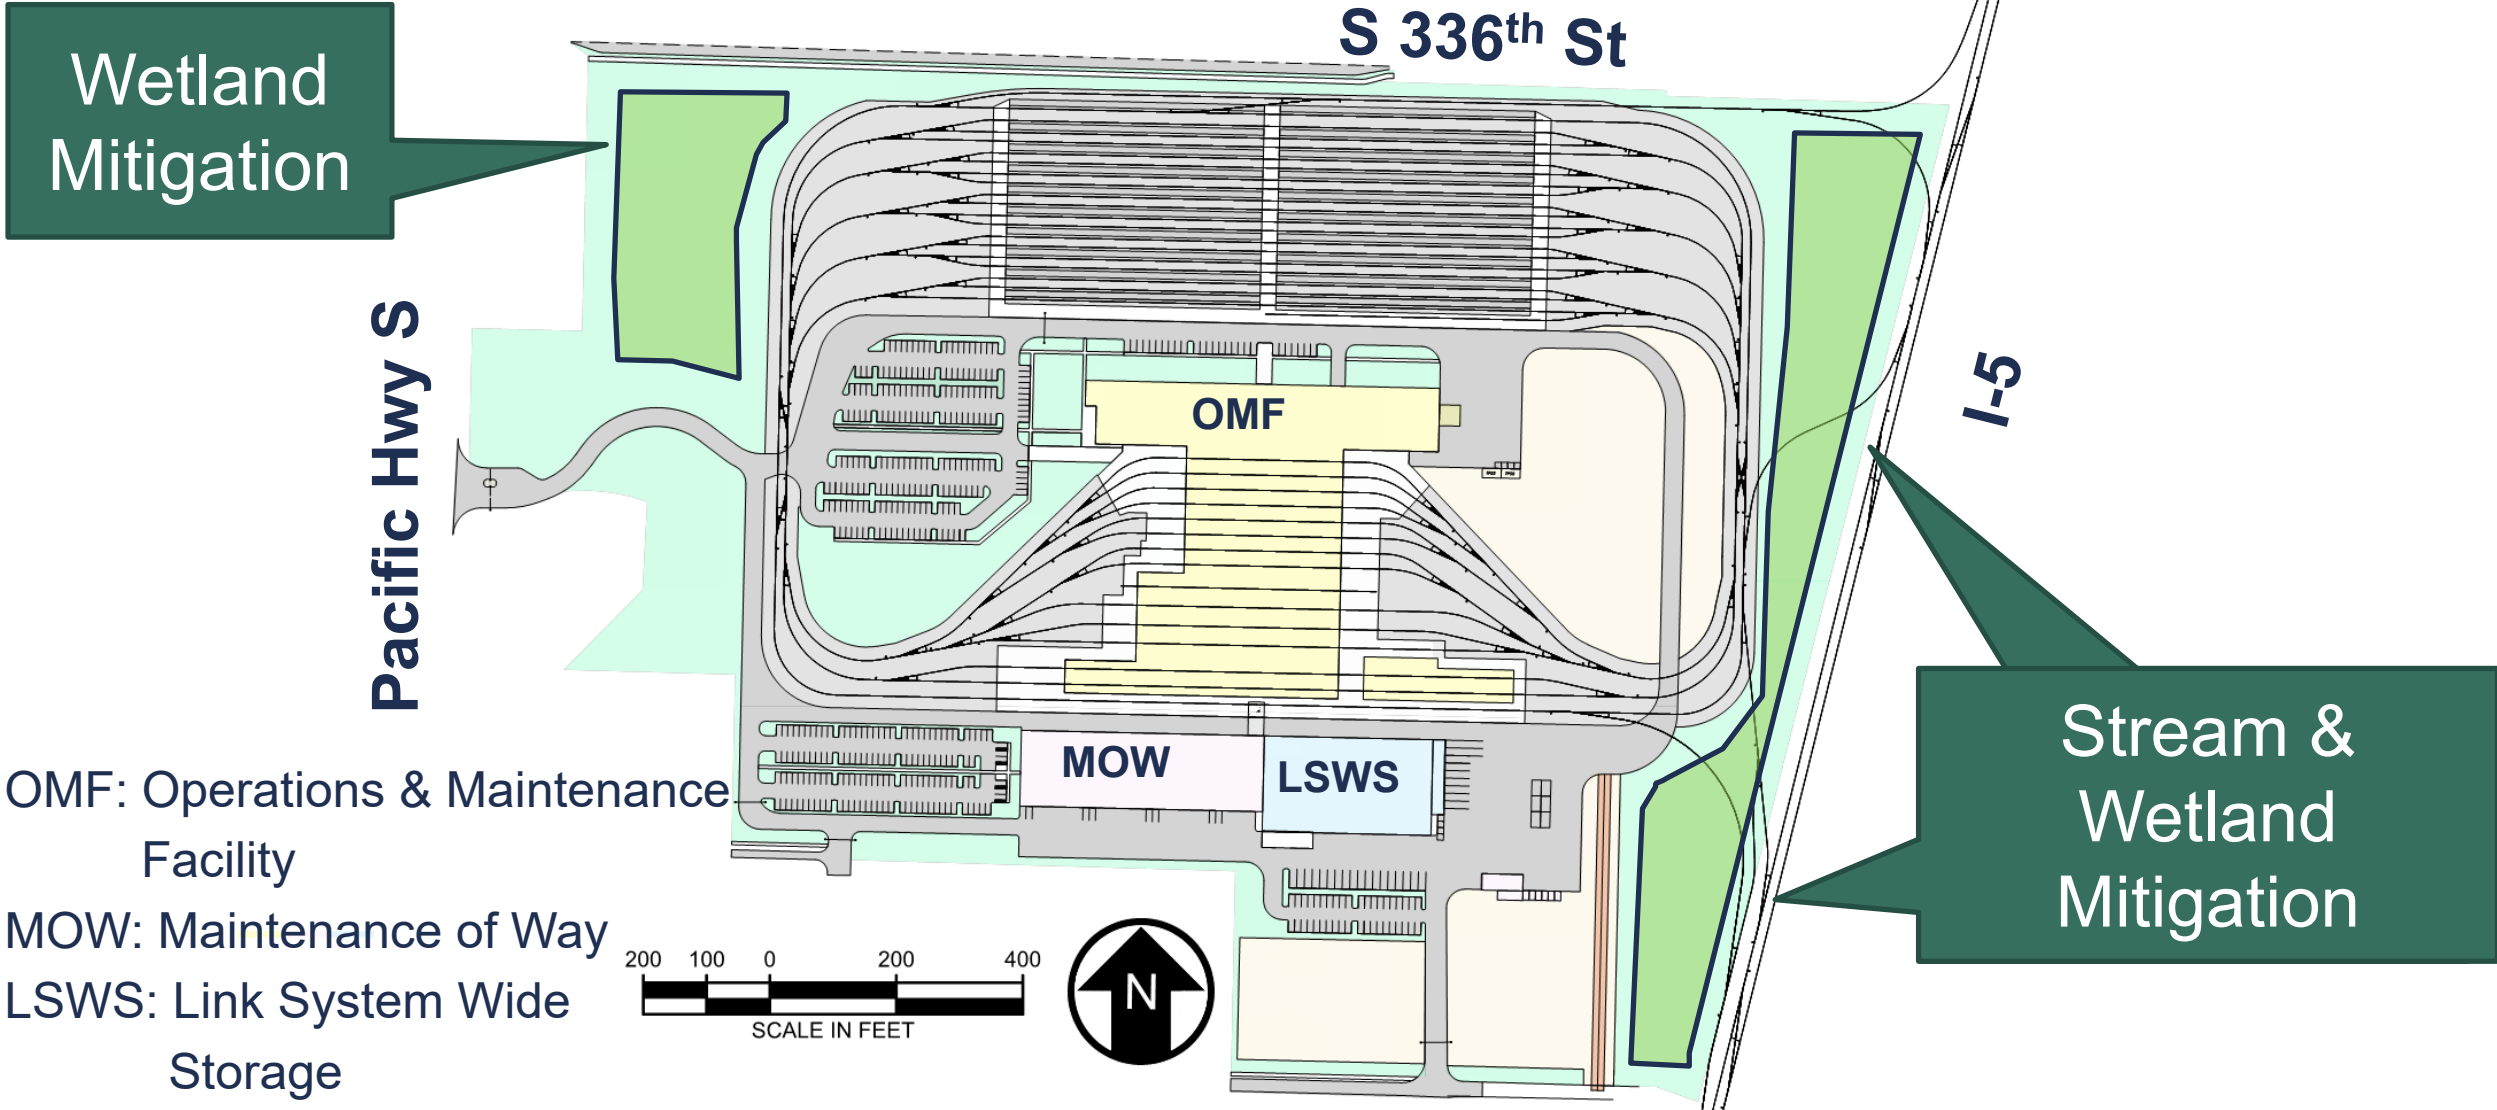 S 336th St
Wetland
Mitigation
Pacific Hwy S
I-5
OMF
MOW
LSWS
Stream &
Wetland
Mitigation
OMF: Operations & Maintenance
Facility
MOW: Maintenance of Way
LSWS: Link System Wide
Storage
200 100 0 200 400
SCALE IN FEET
N